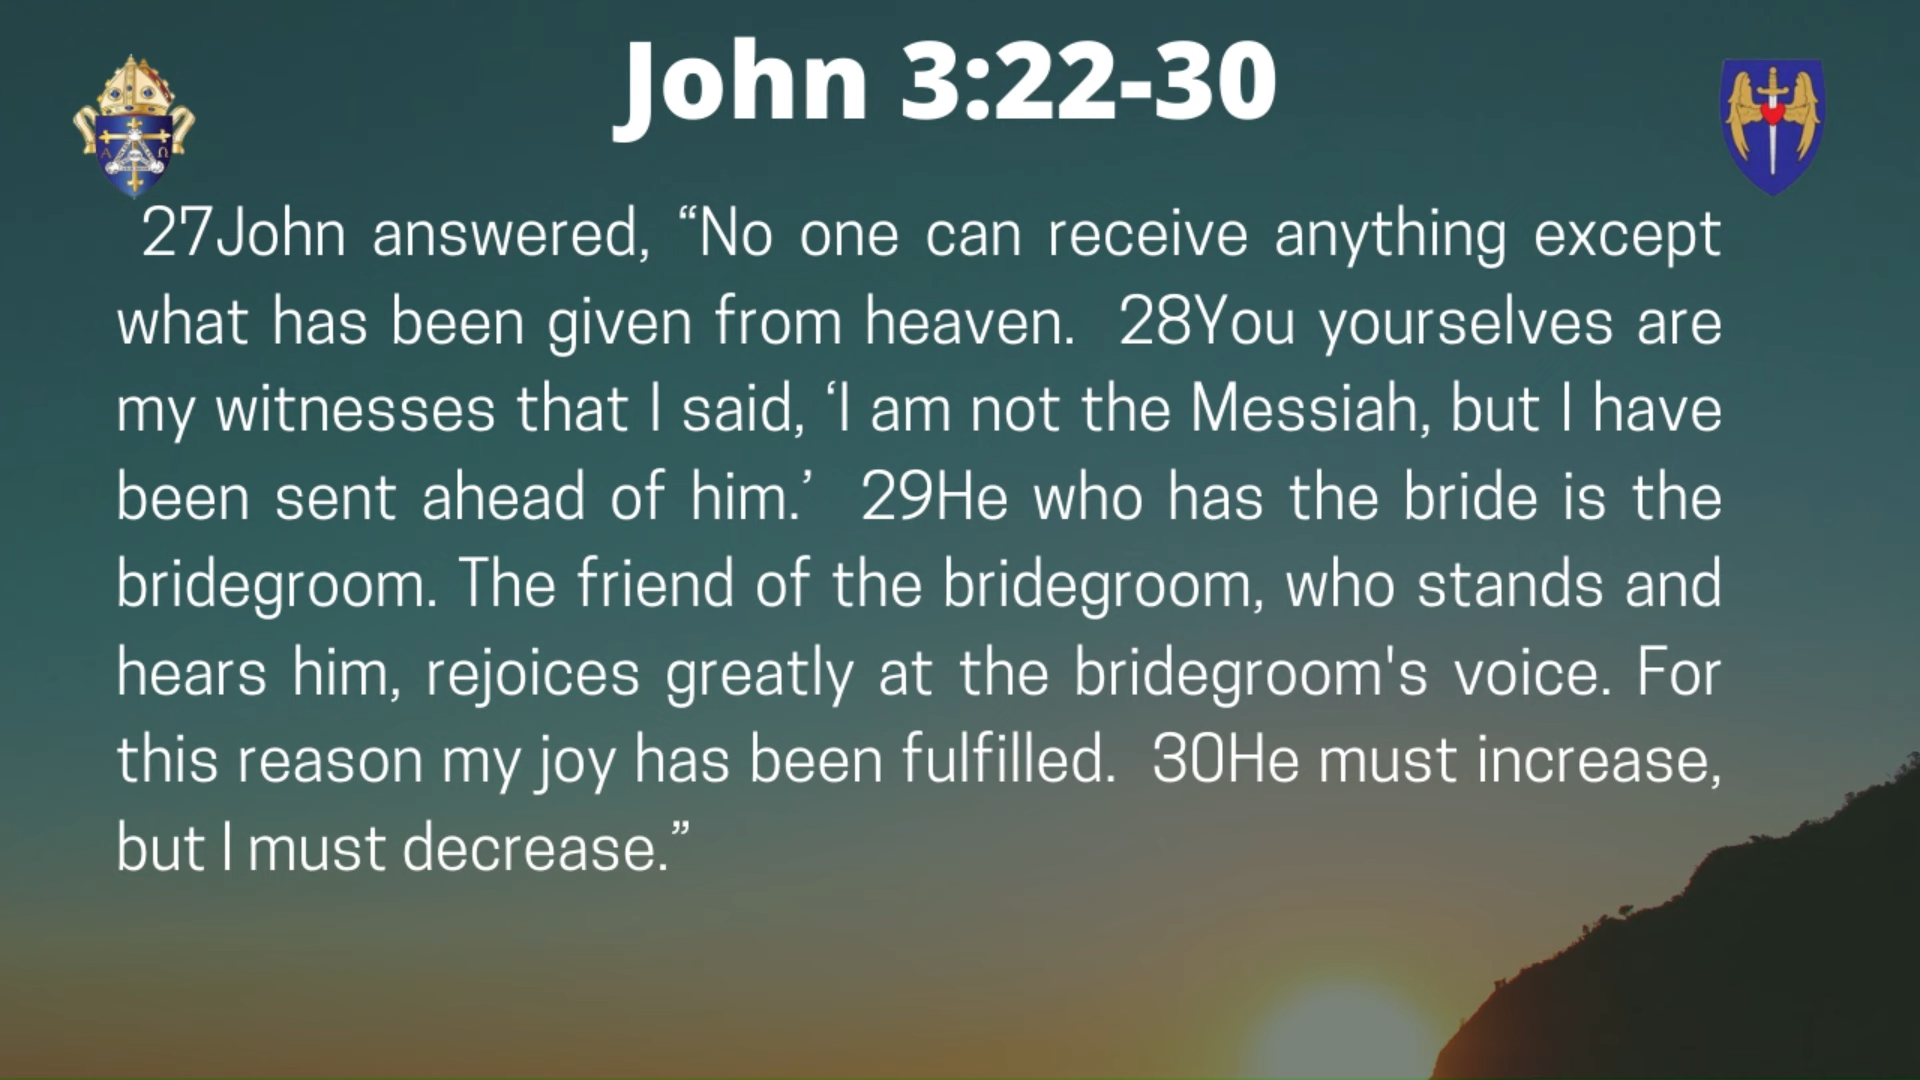 John 3:22-30
27John answered, “No one can receive anything except
what has been given from heaven.  28You yourselves are
my witnesses that I said, ‘I am not the Messiah, but I have
been sent ahead of him.’  29He who has the bride is the
bridegroom. The friend of the bridegroom, who stands and
hears him, rejoices greatly at the bridegroom's voice. For
this reason my joy has been fulfilled.  30He must increase,
but I must decrease.”
Α Ω